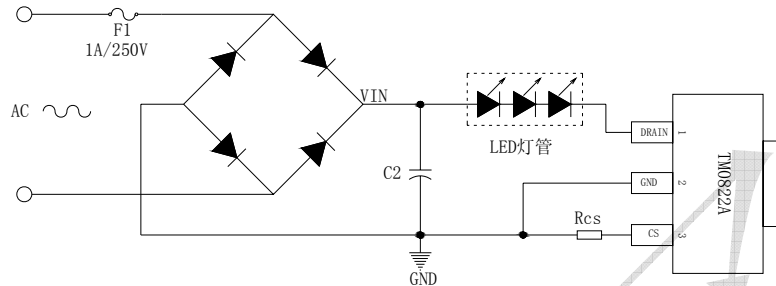 F1
1A/250V
AC
VIN
LED灯管
C2
DRAIN
1
GND
2
Rcs
CS
3
TM0822A
GND